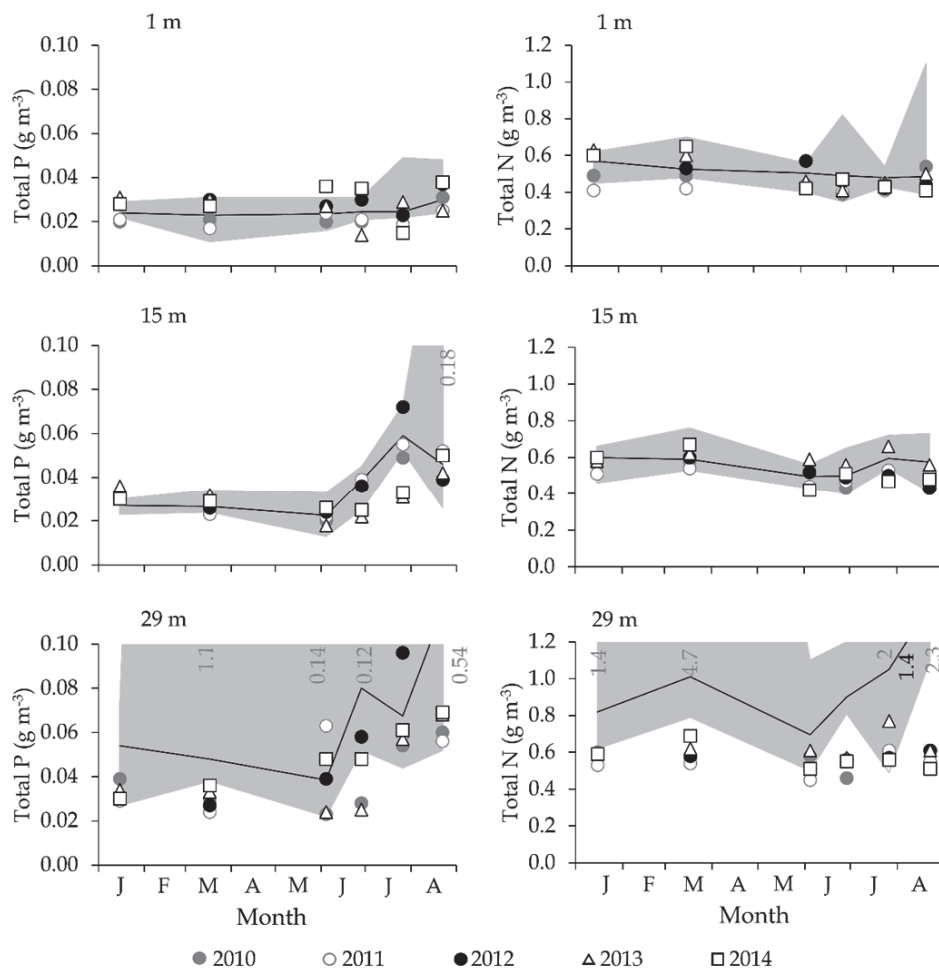 1 m
0.10
0.08
0.06
0.04
0.02
0.00
Total P (g m⁻³)
1 m
1.2
1.0
0.8
0.6
0.4
0.2
0.0
Total N (g m⁻³)
15 m
0.10
0.08
0.06
0.04
0.02
0.00
Total P (g m⁻³)
0.18
15 m
1.2
1.0
0.8
0.6
0.4
0.2
0.0
Total N (g m⁻³)
29 m
0.10
0.08
0.06
0.04
0.02
0.00
Total P (g m⁻³)
1.1
0.14
0.12
0.54
J F M A M J J A
Month
29 m
1.2
1.0
0.8
0.6
0.4
0.2
0.0
Total N (g m⁻³)
1.4
4.7
2
1.4
2.3
J F M A M J J A
Month
2010 2011 2012 2013 2014